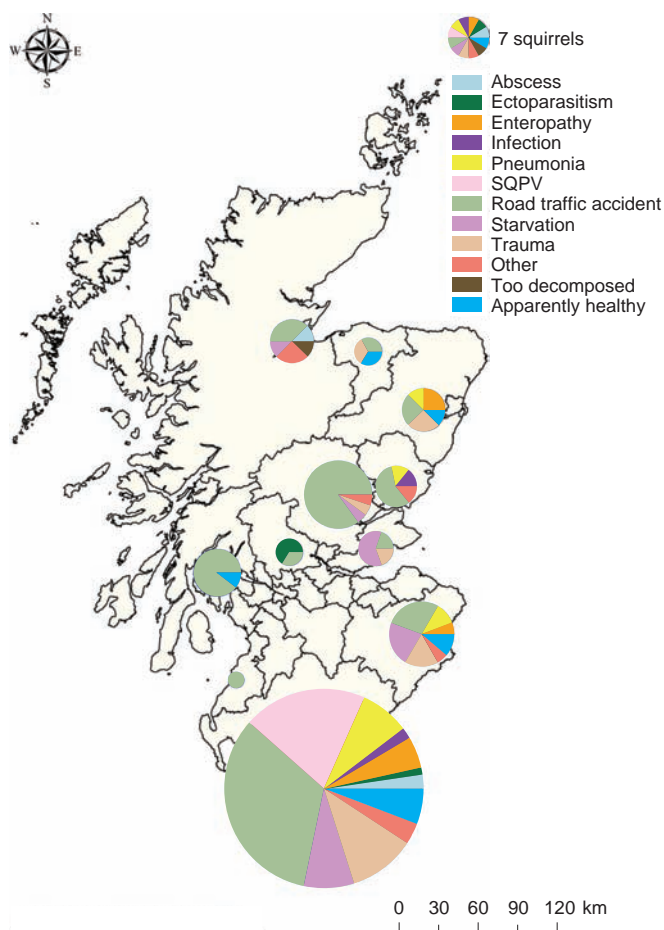 N
W E
S
7 squirrels
Abscess
Ectoparasitism
Enteropathy
Infection
Pneumonia
SQPV
Road traffic accident
Starvation
Trauma
Other
Too decomposed
Apparently healthy
0 30 60 90 120 km